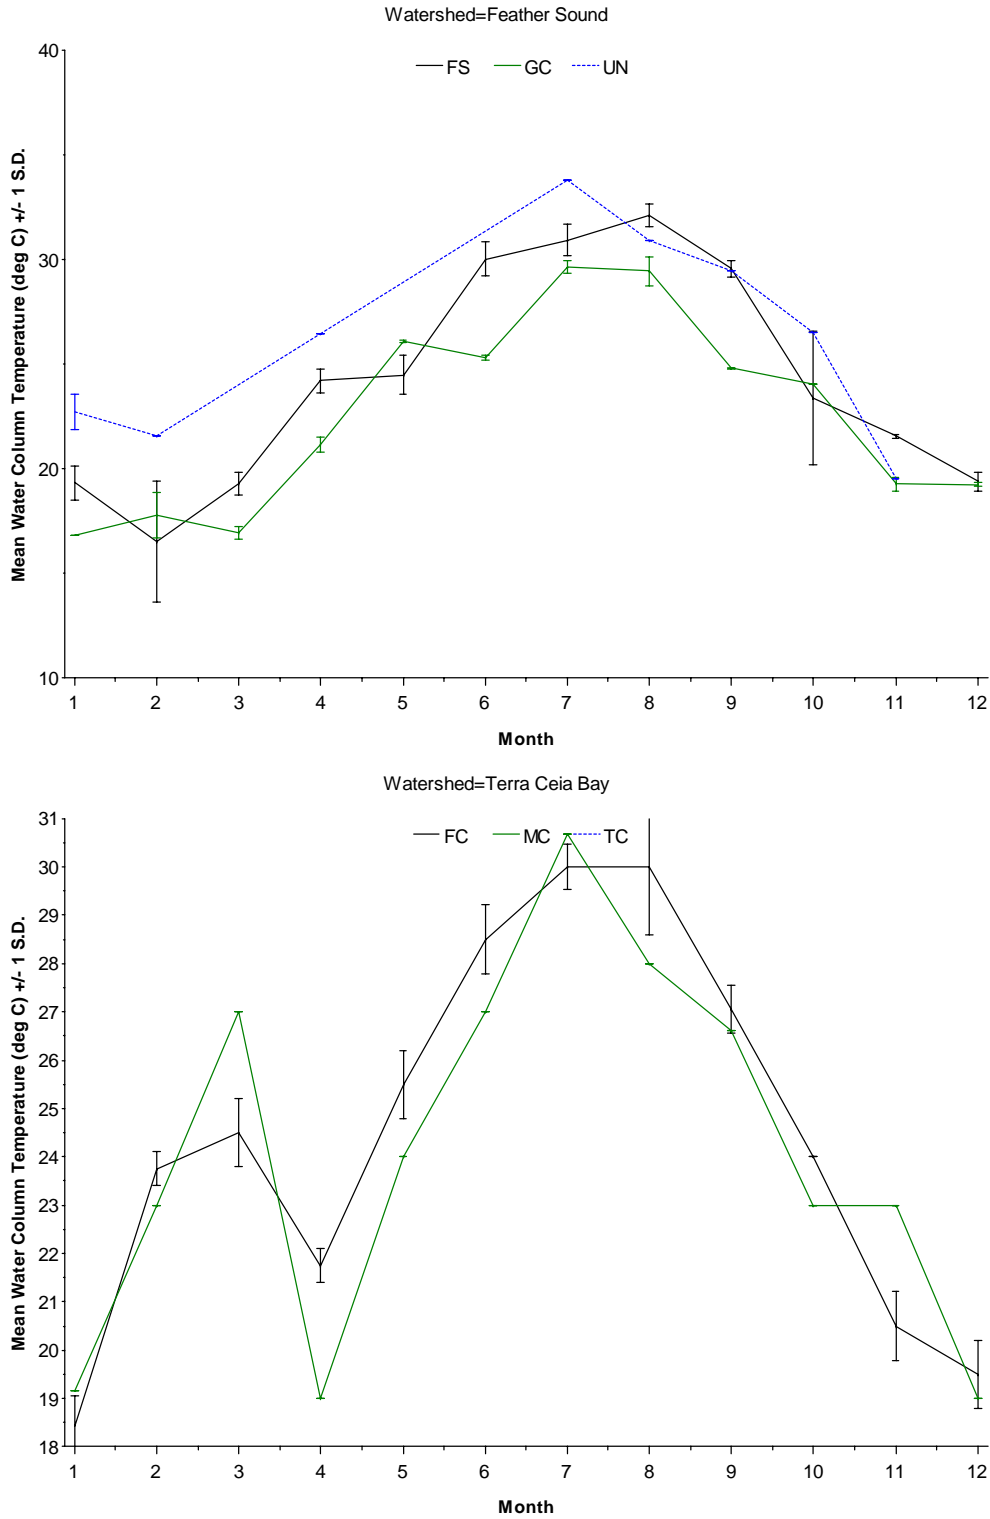 Watershed=Feather Sound
FS GC UN
Mean Water Column Temperature (deg C) +/- 1 S.D.
40
30
20
10
1 2 3 4 5 6 7 8 9 10 11 12
Month
Watershed=Terra Ceia Bay
FC MC TC
Mean Water Column Temperature (deg C) +/- 1 S.D.
31
30
29
28
27
26
25
24
23
22
21
20
19
18
1 2 3 4 5 6 7 8 9 10 11 12
Month